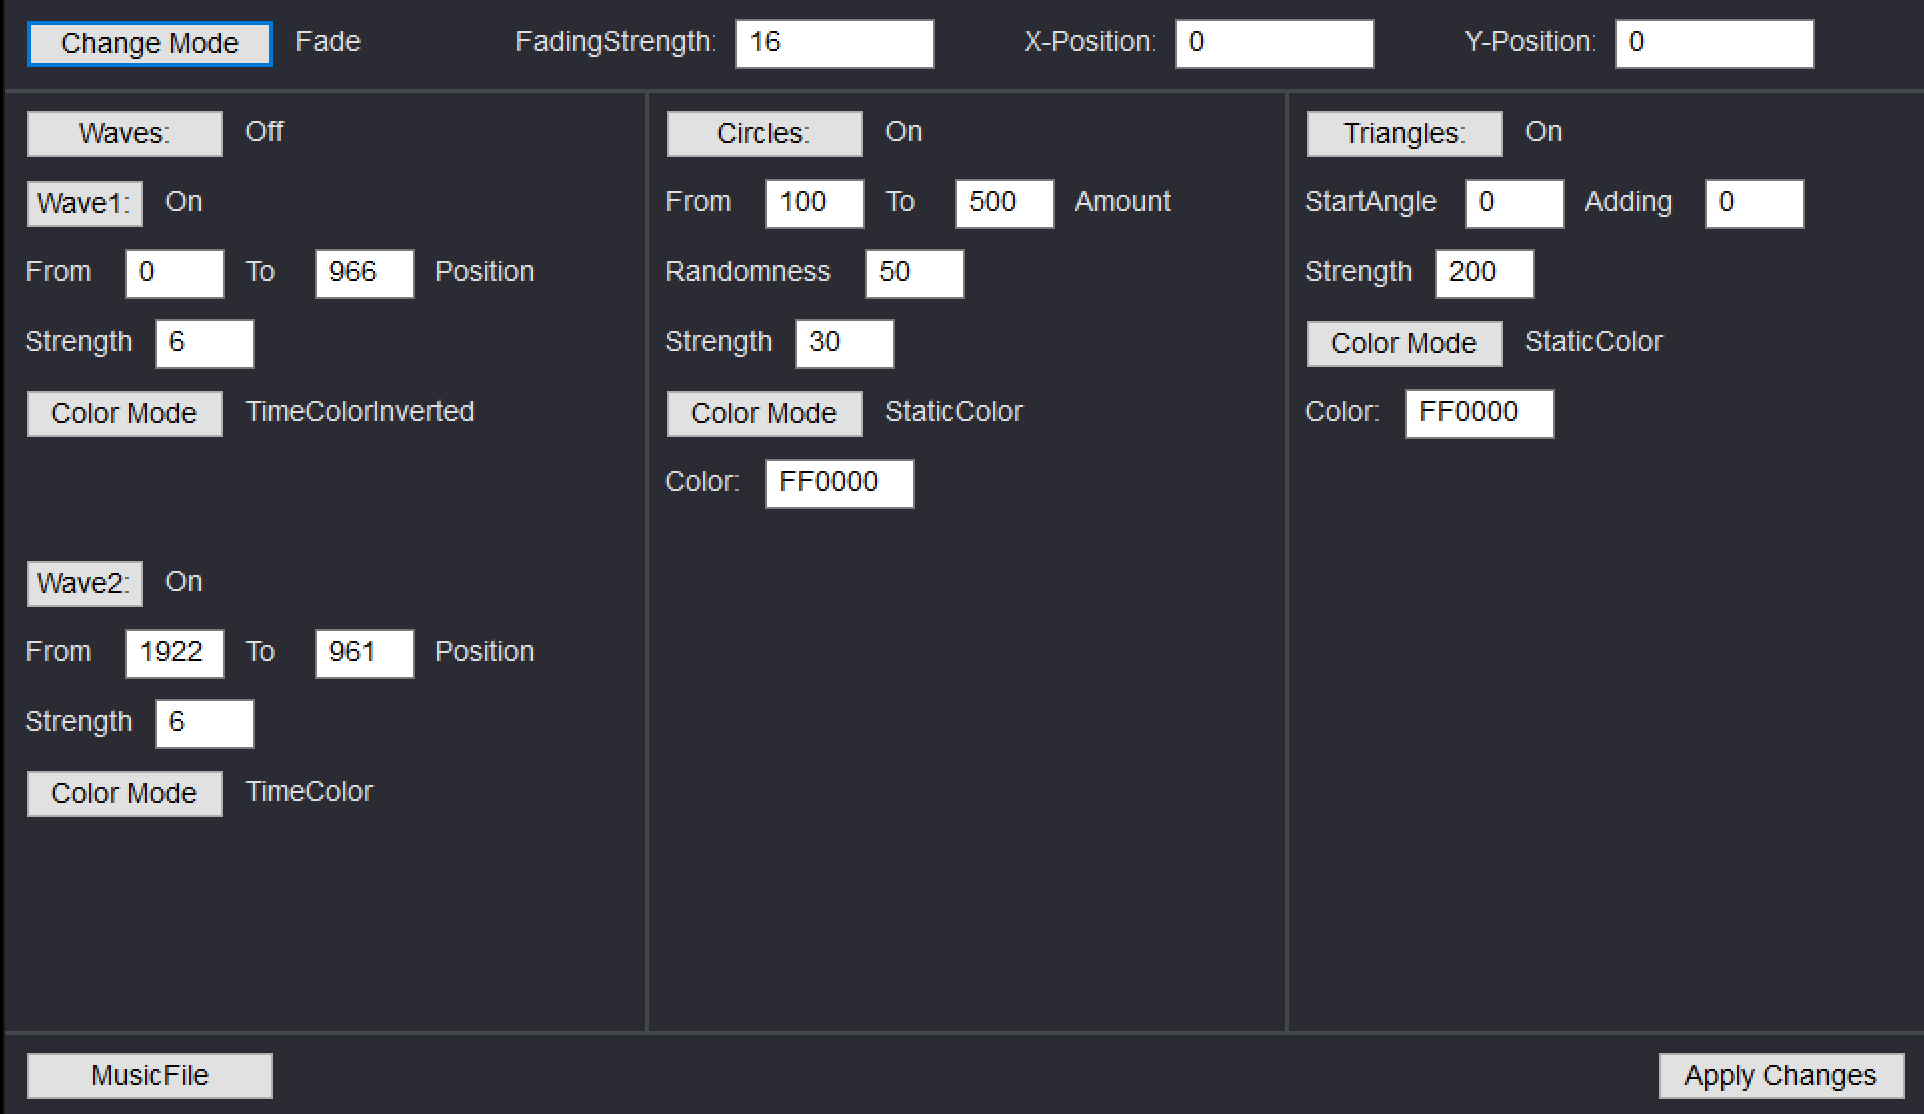 Change Mode Fade FadingStrength: 16 X-Position: 0 Y-Position: 0
Waves: Off
Wave1: On
From 0 To 966 Position
Strength 6
Color Mode TimeColorInverted
Wave2: On
From 1922 To 961 Position
Strength 6
Color Mode TimeColor
Circles: On
From 100 To 500 Amount
Randomness 50
Strength 30
Color Mode StaticColor
Color: FF0000
Triangles: On
StartAngle 0 Adding 0
Strength 200
Color Mode StaticColor
Color: FF0000
MusicFile Apply Changes